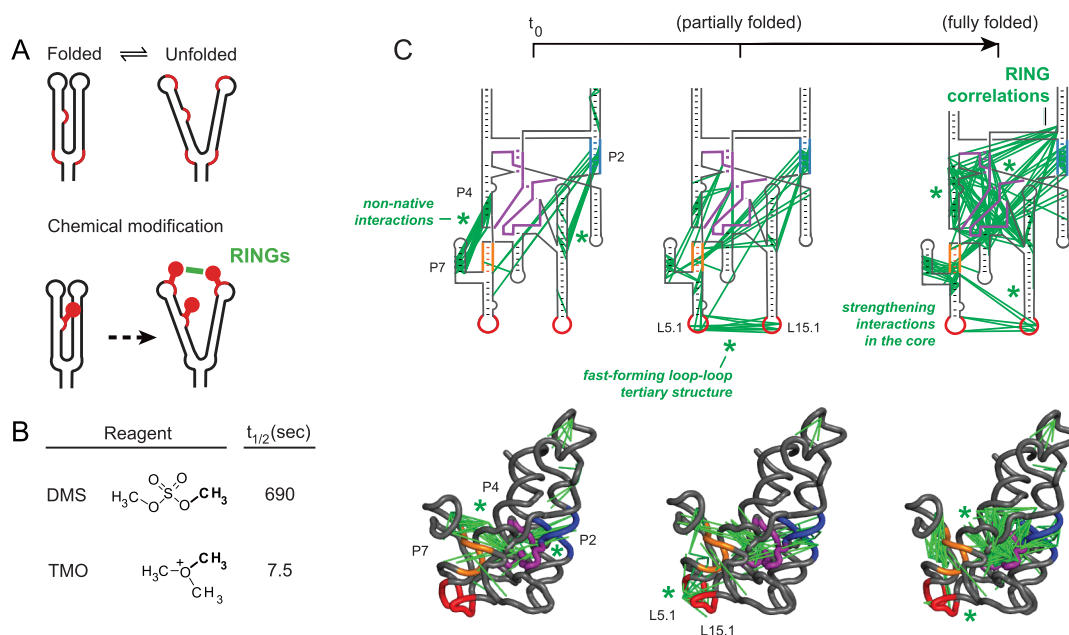 A
Folded ⇌ Unfolded
Chemical modification
RINGs
B
Reagent t1/2(sec)
DMS 690
O O
S
H3C O O CH3
TMO 7.5
H3C O+ CH3
CH3
C
t0 (partially folded) (fully folded)
RING
correlations
P2
P4
non-native
interactions
*
*
P7
L5.1 L15.1
*
fast-forming loop-loop
tertiary structure
*
*
*
strengthening
interactions
in the core
P4
*
P7
P2
*
*
L5.1
L15.1
*
*